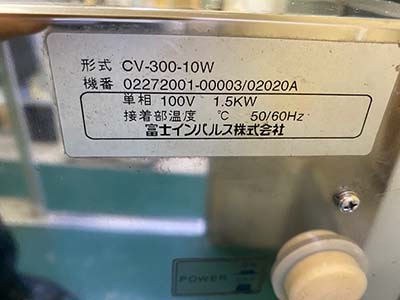 形式 CV-300-10W
機番 02272001-00003/02020A
単相 100V 1.5KW
接着部温度 ℃ 50/60Hz
富士インパルス株式会社
POWER